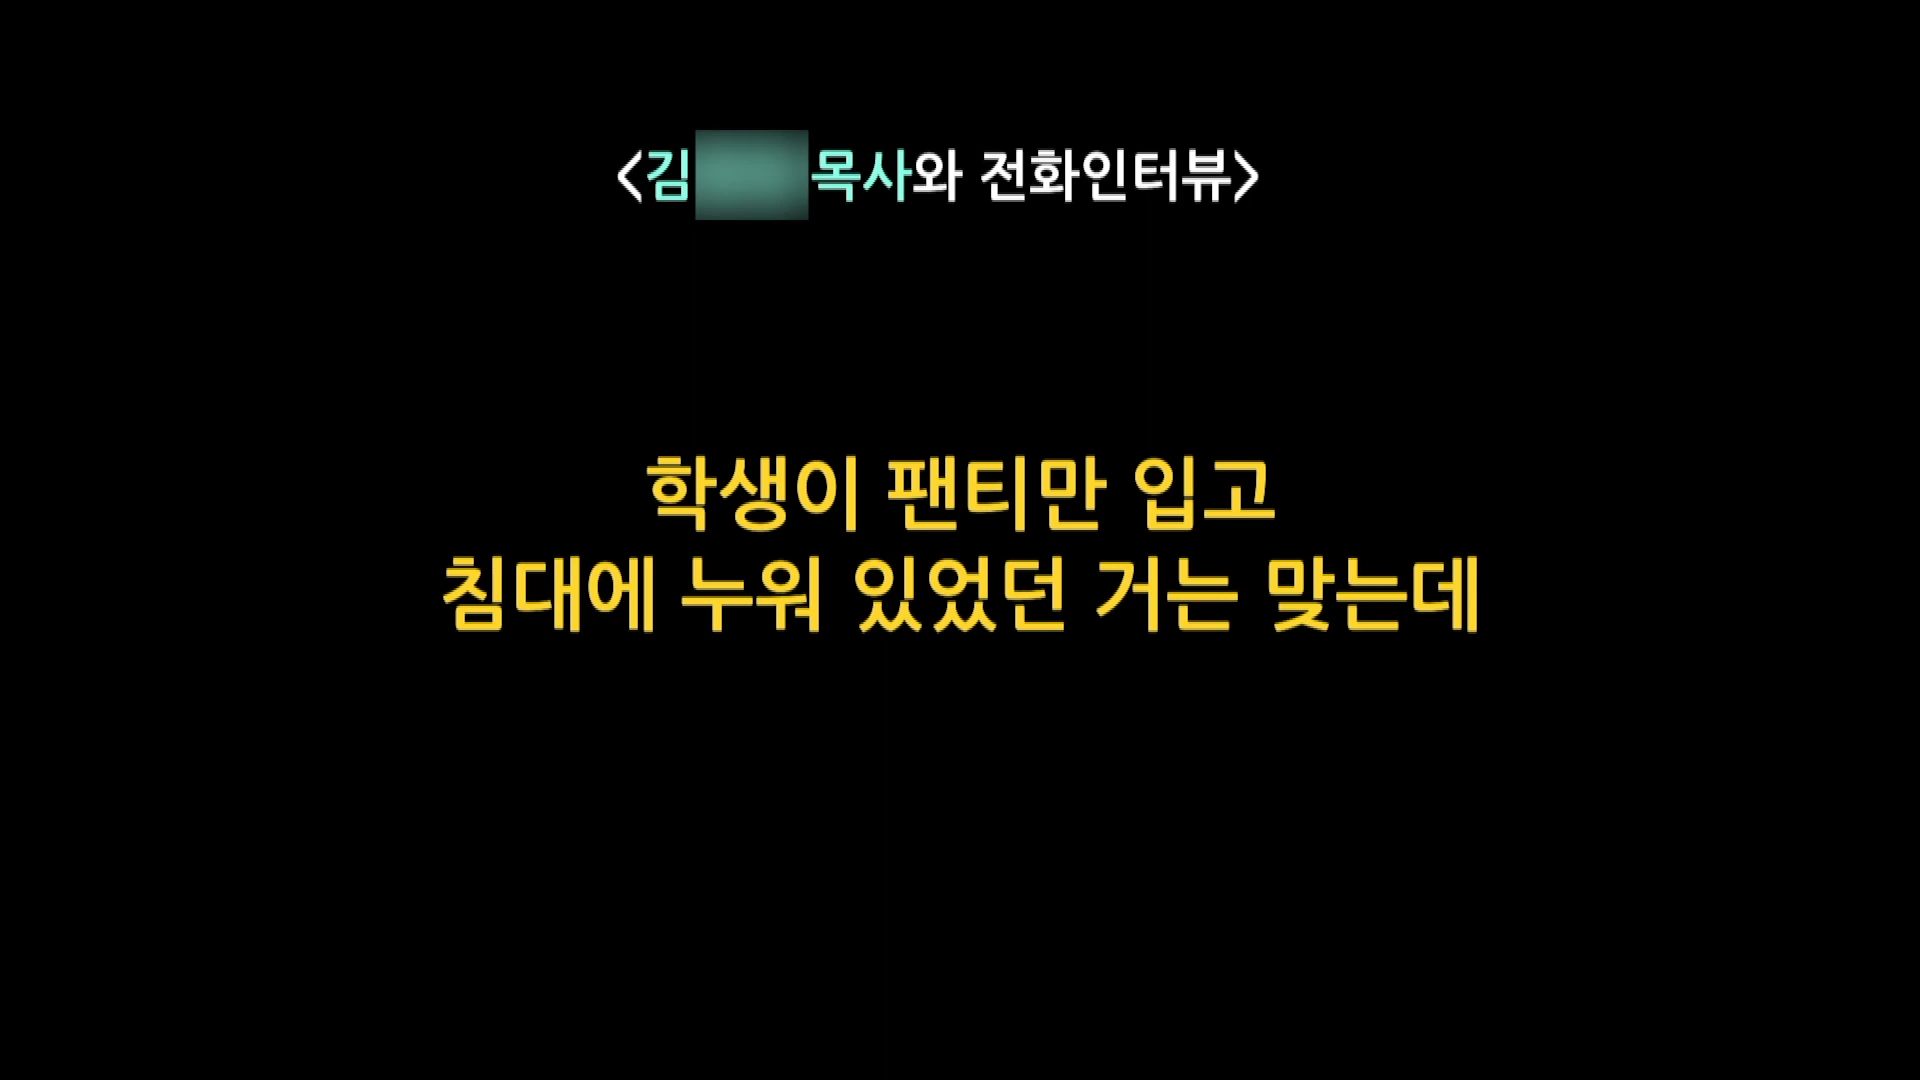 <김 목사와 전화인터뷰>
학생이 팬티만 입고
침대에 누워 있었던 거는 맞는데